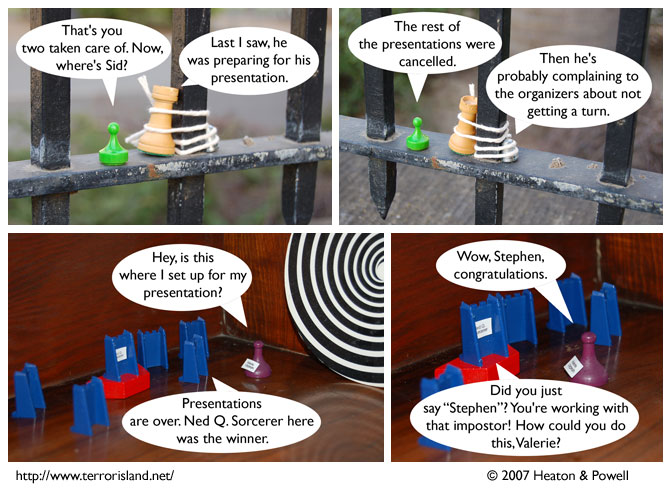 That's you
two taken care of. Now,
where's Sid?
Last I saw, he
was preparing for his
presentation.
The rest of
the presentations were
cancelled.
Then he's
probably complaining to
the organizers about not
getting a turn.
Hey, is this
where I set up for my
presentation?
Presentations
are over. Ned Q. Sorcerer here
was the winner.
Wow, Stephen,
congratulations.
Did you just
say “Stephen”? You're working with
that impostor! How could you do
this, Valerie?
http://www.terrorisland.net/
© 2007 Heaton & Powell